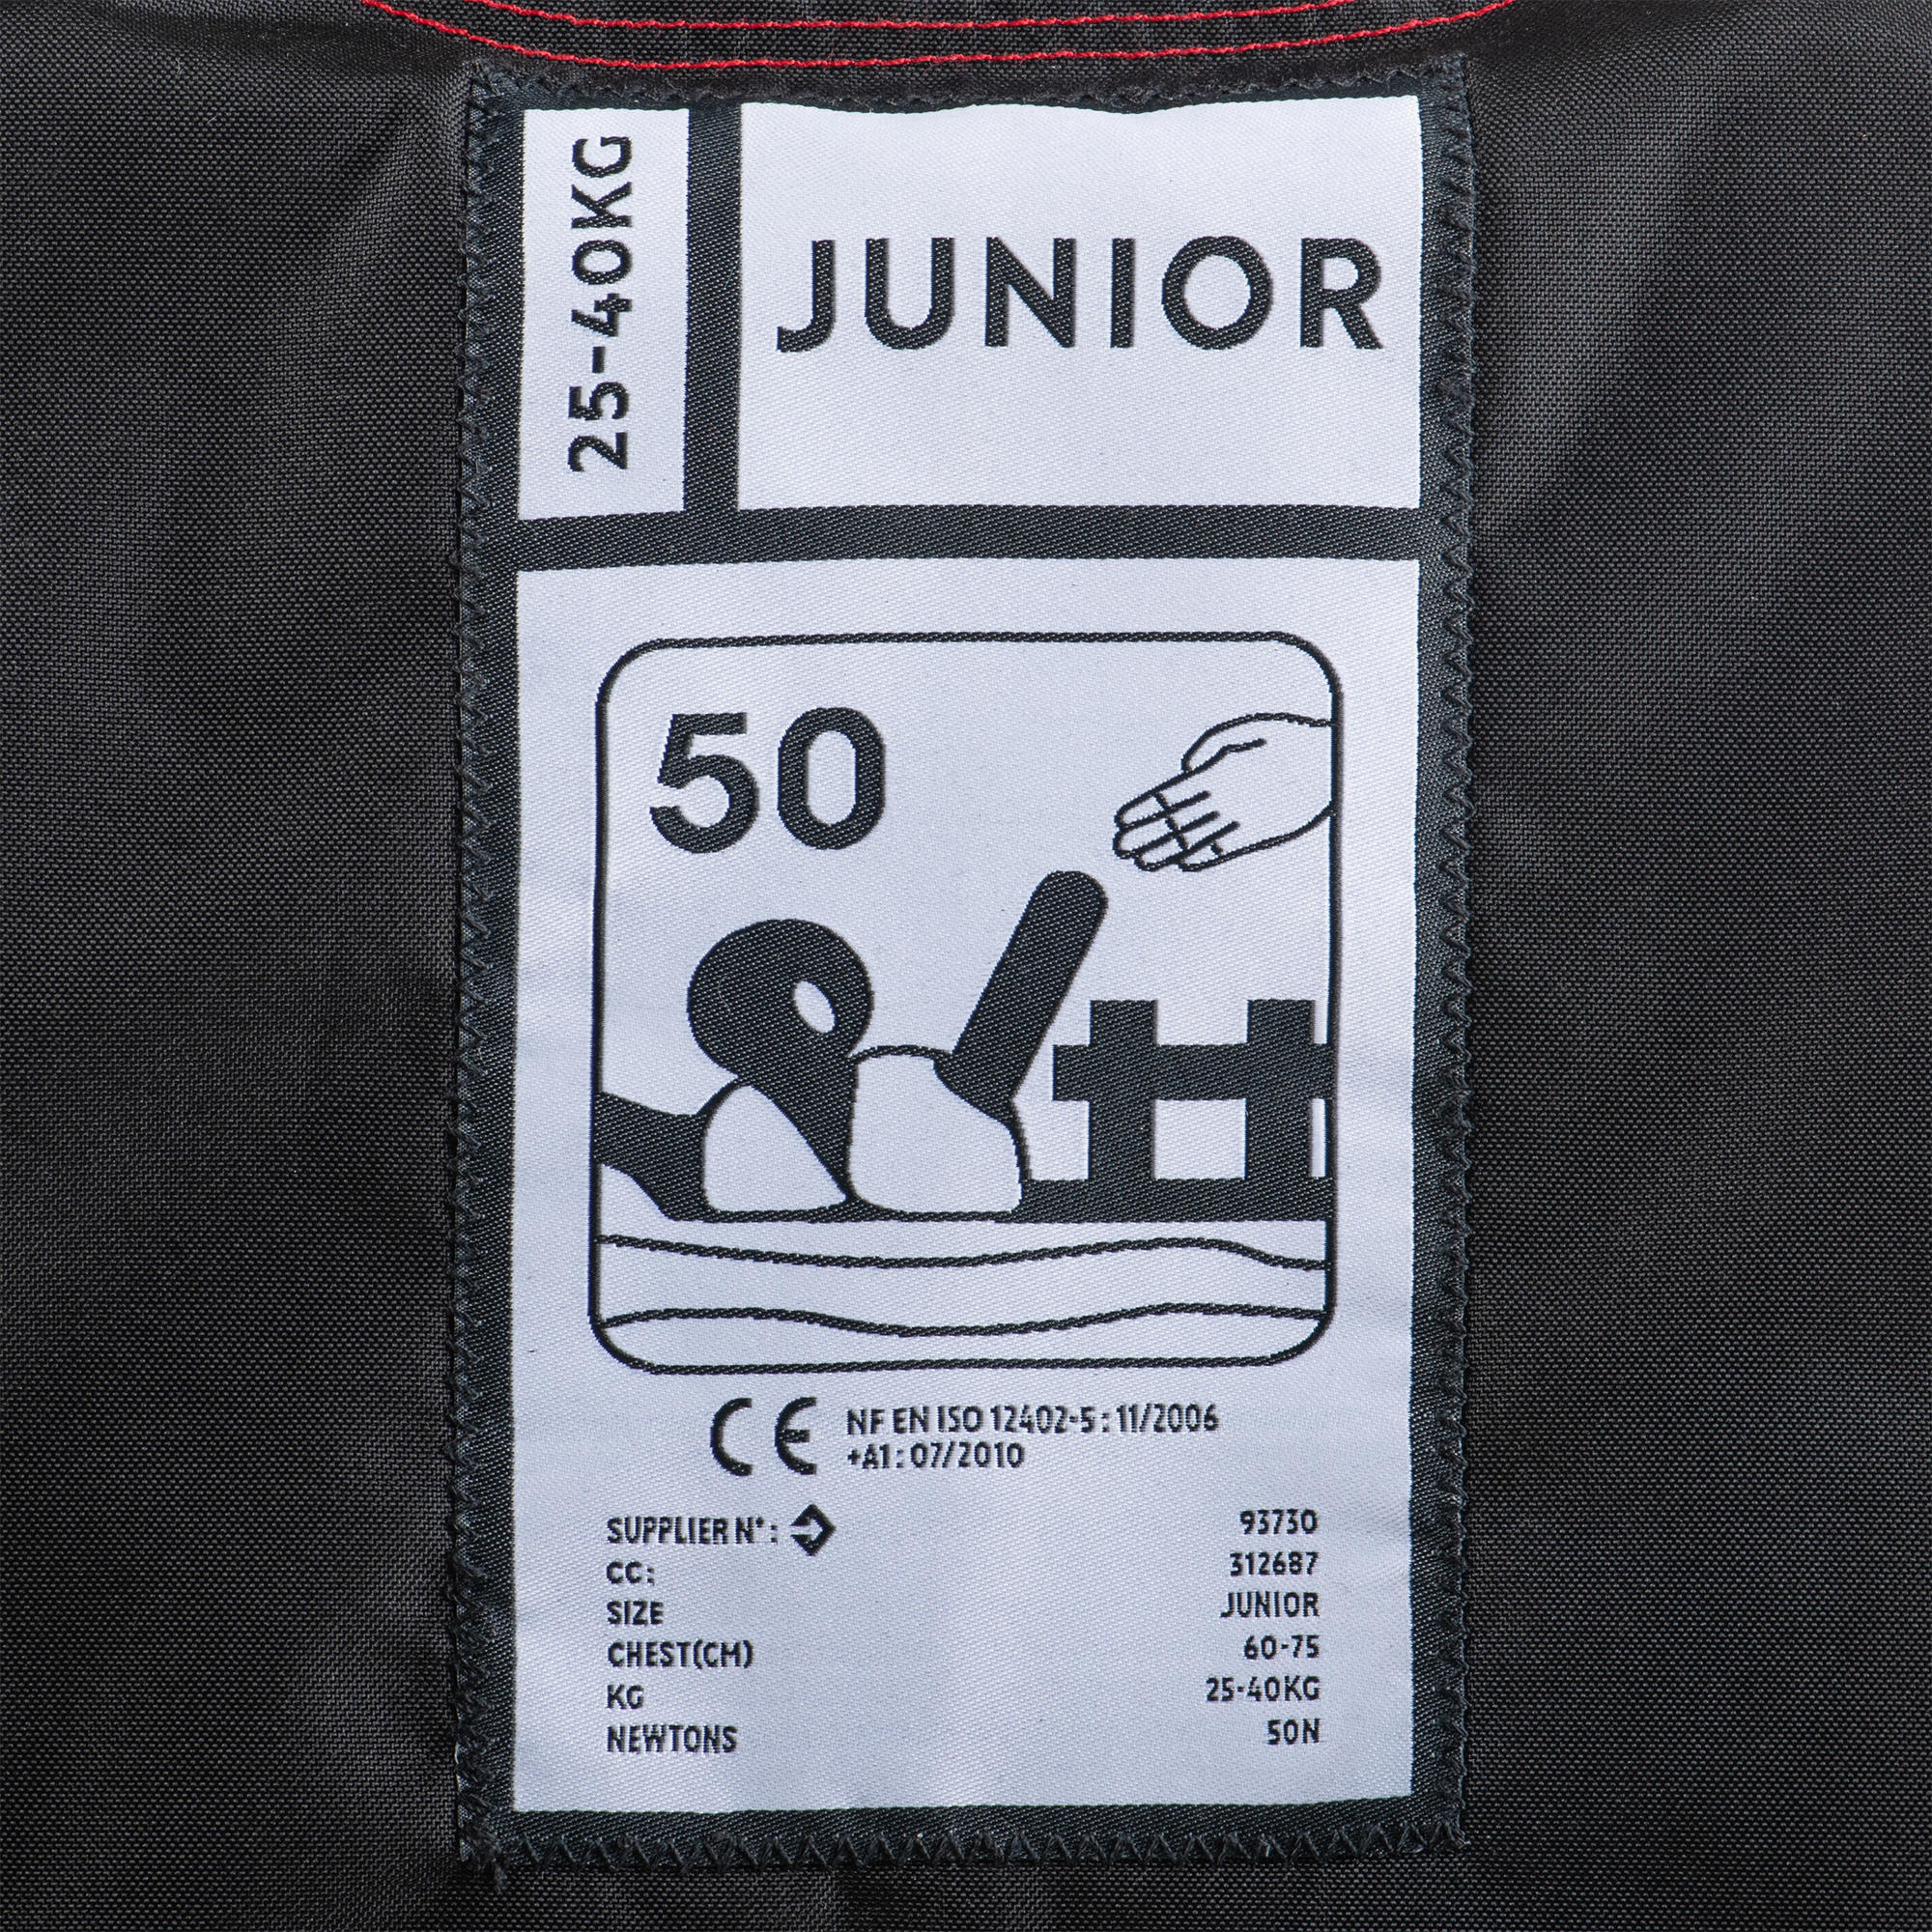 25-40KG
JUNIOR
50
CE NF EN ISO 12402-5 : 11/2006
+A1 : 07/2010
SUPPLIER N° : 93730
CC : 312687
SIZE JUNIOR
CHEST(CM) 60-75
KG 25-40KG
NEWTONS 50N